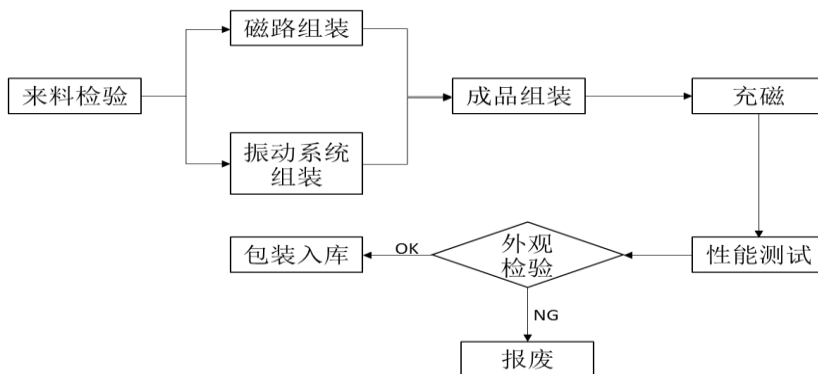 磁路组装
来料检验
成品组装
充磁
振动系统
组装
包装入库
OK
外观
检验
性能测试
NG
报废